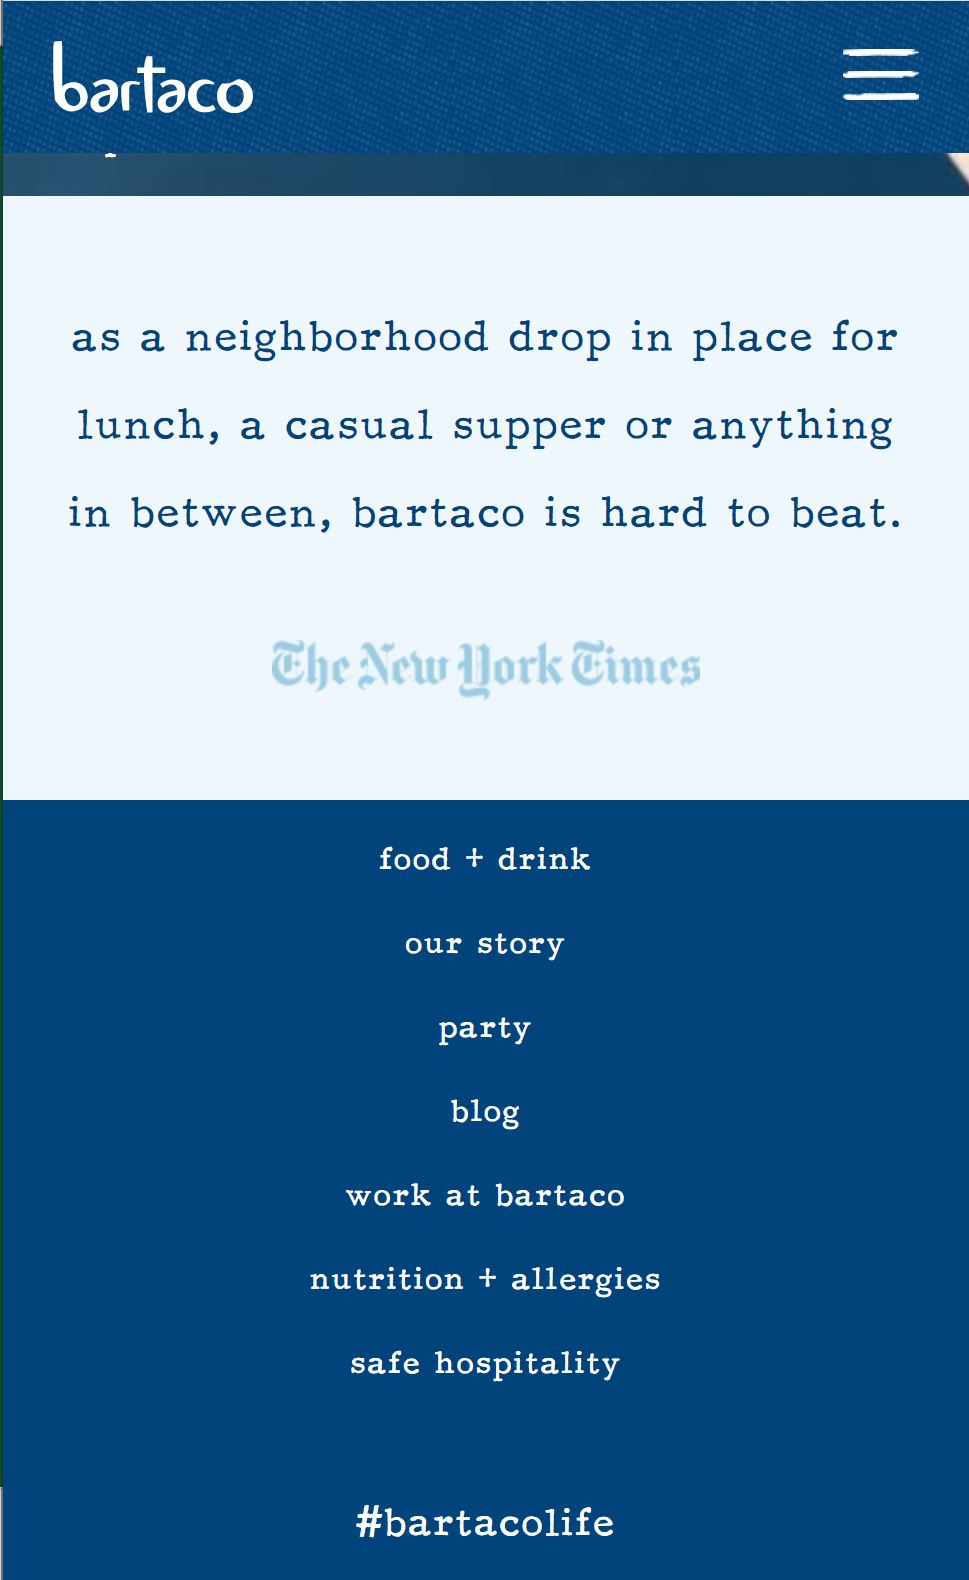 bartaco
as a neighborhood drop in place for
lunch, a casual supper or anything
in between, bartaco is hard to beat.
The New York Times
food + drink
our story
party
blog
work at bartaco
nutrition + allergies
safe hospitality
#bartacolife